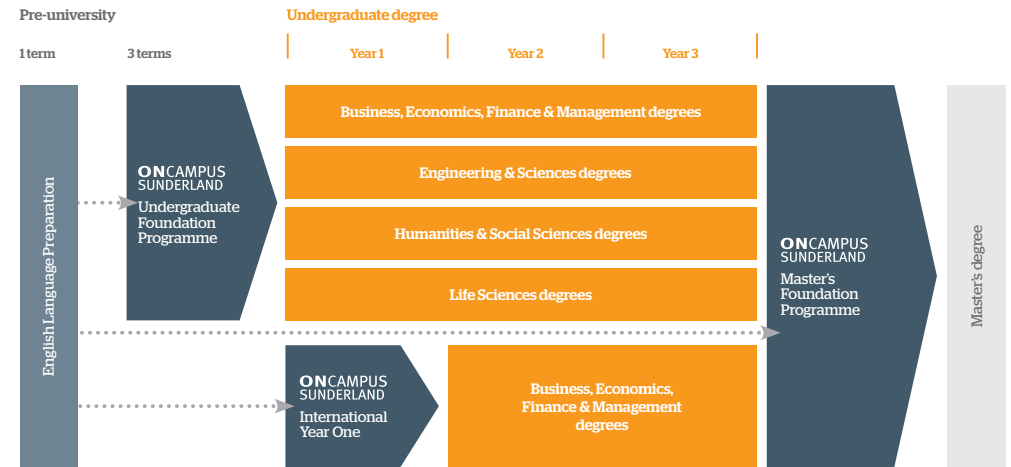 Pre-university
Undergraduate degree
1 term
3 terms
Year 1
Year 2
Year 3
English Language Preparation
ONCAMPUS
SUNDERLAND
Undergraduate
Foundation
Programme
Business, Economics, Finance & Management degrees
Engineering & Sciences degrees
Humanities & Social Sciences degrees
Life Sciences degrees
ONCAMPUS
SUNDERLAND
International
Year One
Business, Economics,
Finance & Management
degrees
ONCAMPUS
SUNDERLAND
Master's
Foundation
Programme
Master's degree